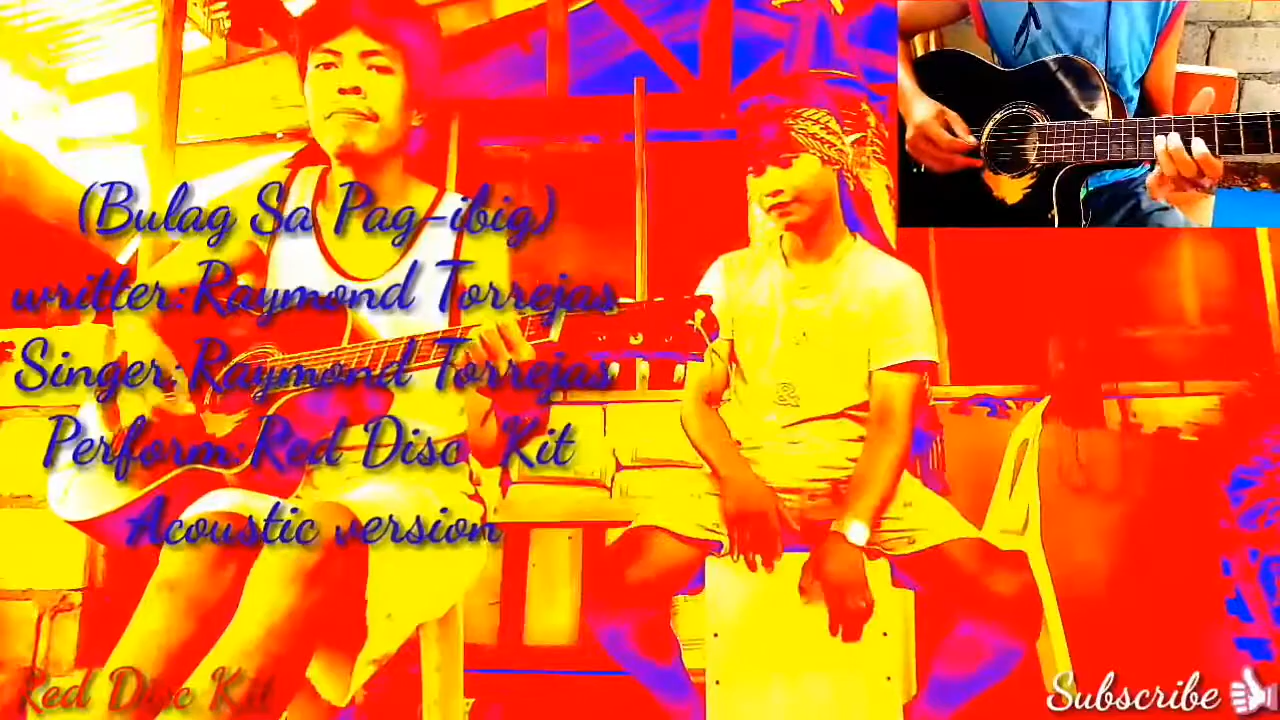 (Bulag Sa Pag-ibig)
writter:Raymond Torrejas
Singer:Raymond Torrejas
Perform:Red Disc Kit
Acoustic version
Red Disc Kit
Subscribe